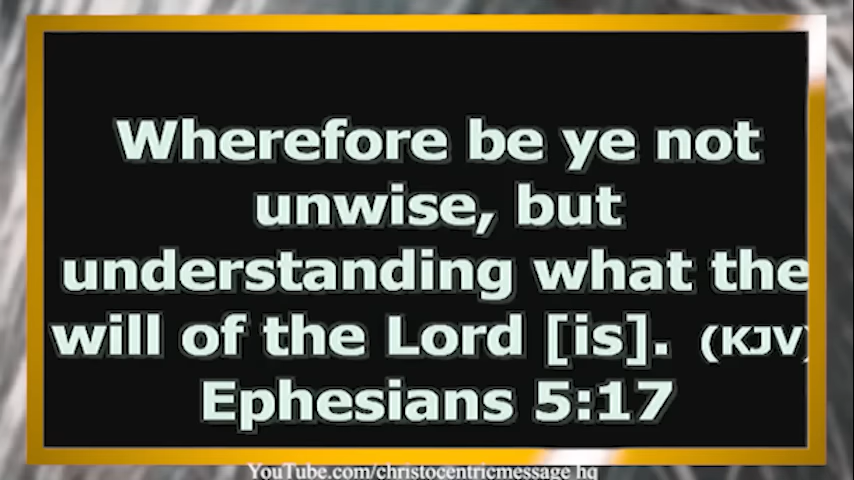 Wherefore be ye not
unwise, but
understanding what the
will of the Lord [is]. (KJV)
Ephesians 5:17
YouTube.com/christocentricmessage hq